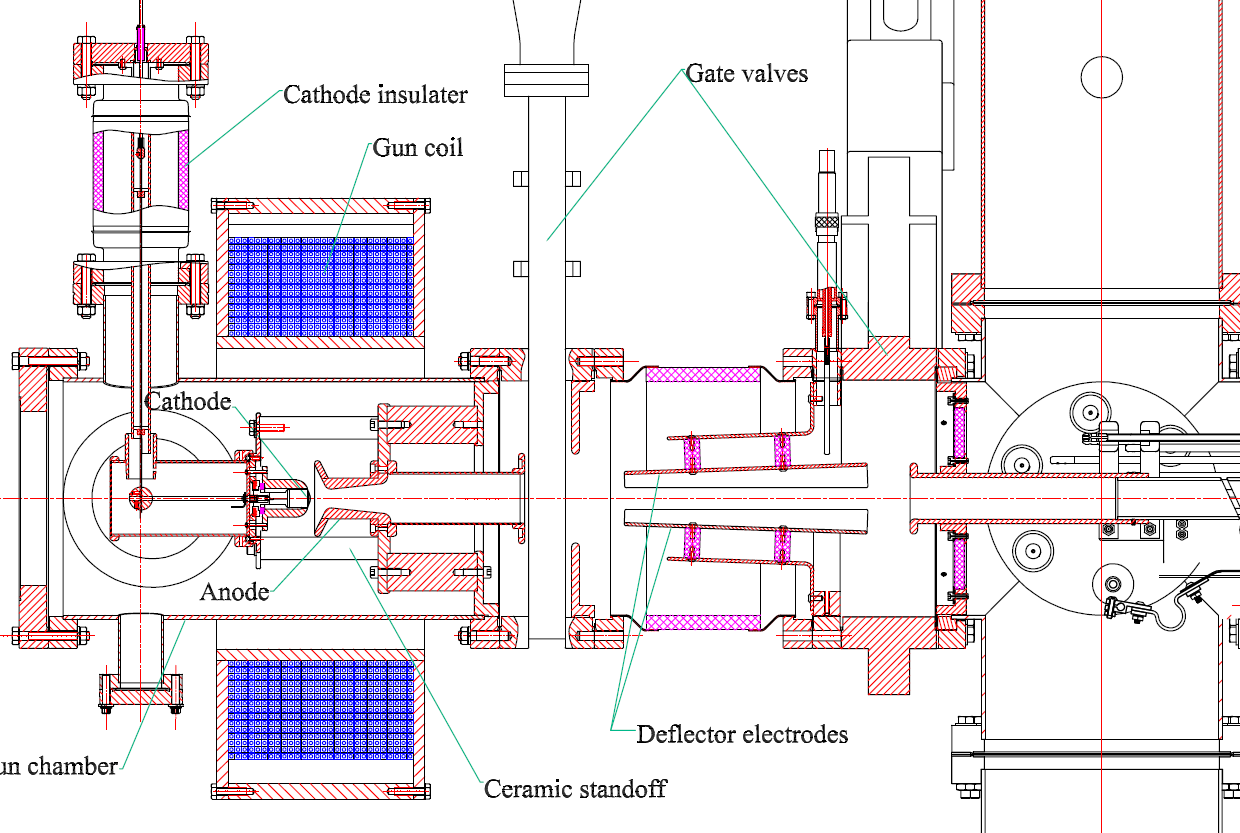 Gate valves
Cathode insulater
Gun coil
Cathode
Anode
Deflector electrodes
un chamber
Ceramic standoff